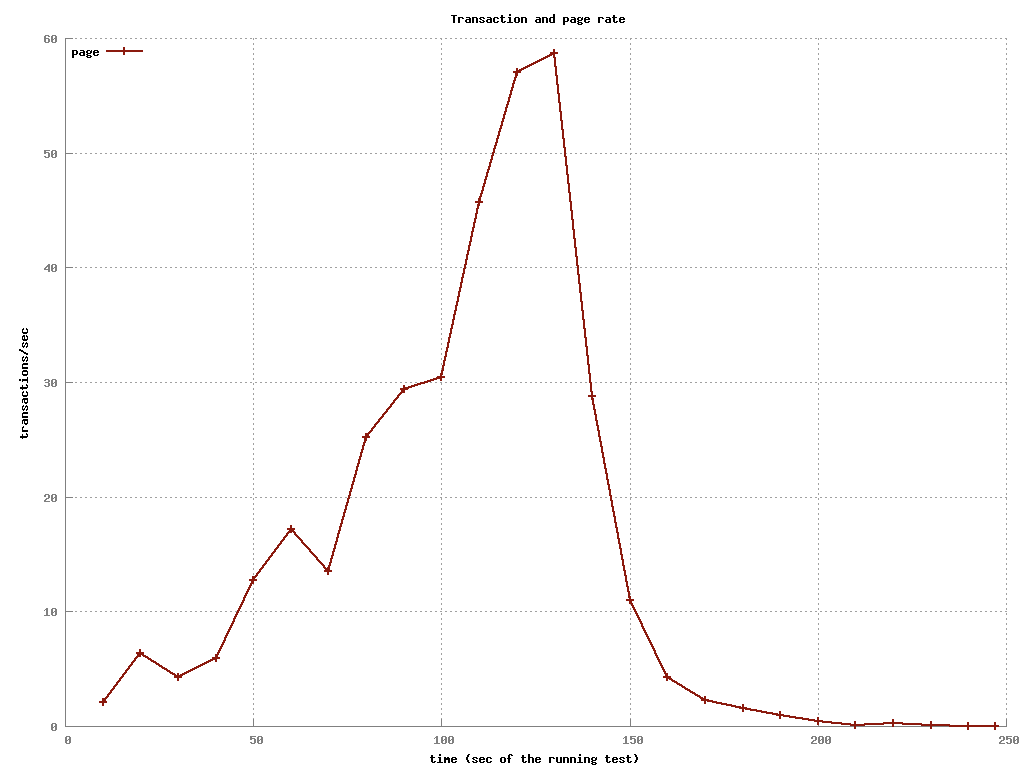 Transaction and page rate
page
60
50
40
30
20
10
0
transactions/sec
0 50 100 150 200 250
time (sec of the running test)